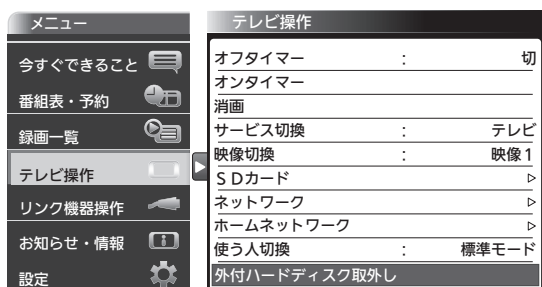 メニュー
今すぐできること
番組表・予約
録画一覧
テレビ操作
リンク機器操作
お知らせ・情報
設定
テレビ操作
オフタイマー : 切
オンタイマー
消画
サービス切換 : テレビ
映像切換 : 映像1
SDカード
ネットワーク
ホームネットワーク
使う人切換 : 標準モード
外付ハードディスク取外し